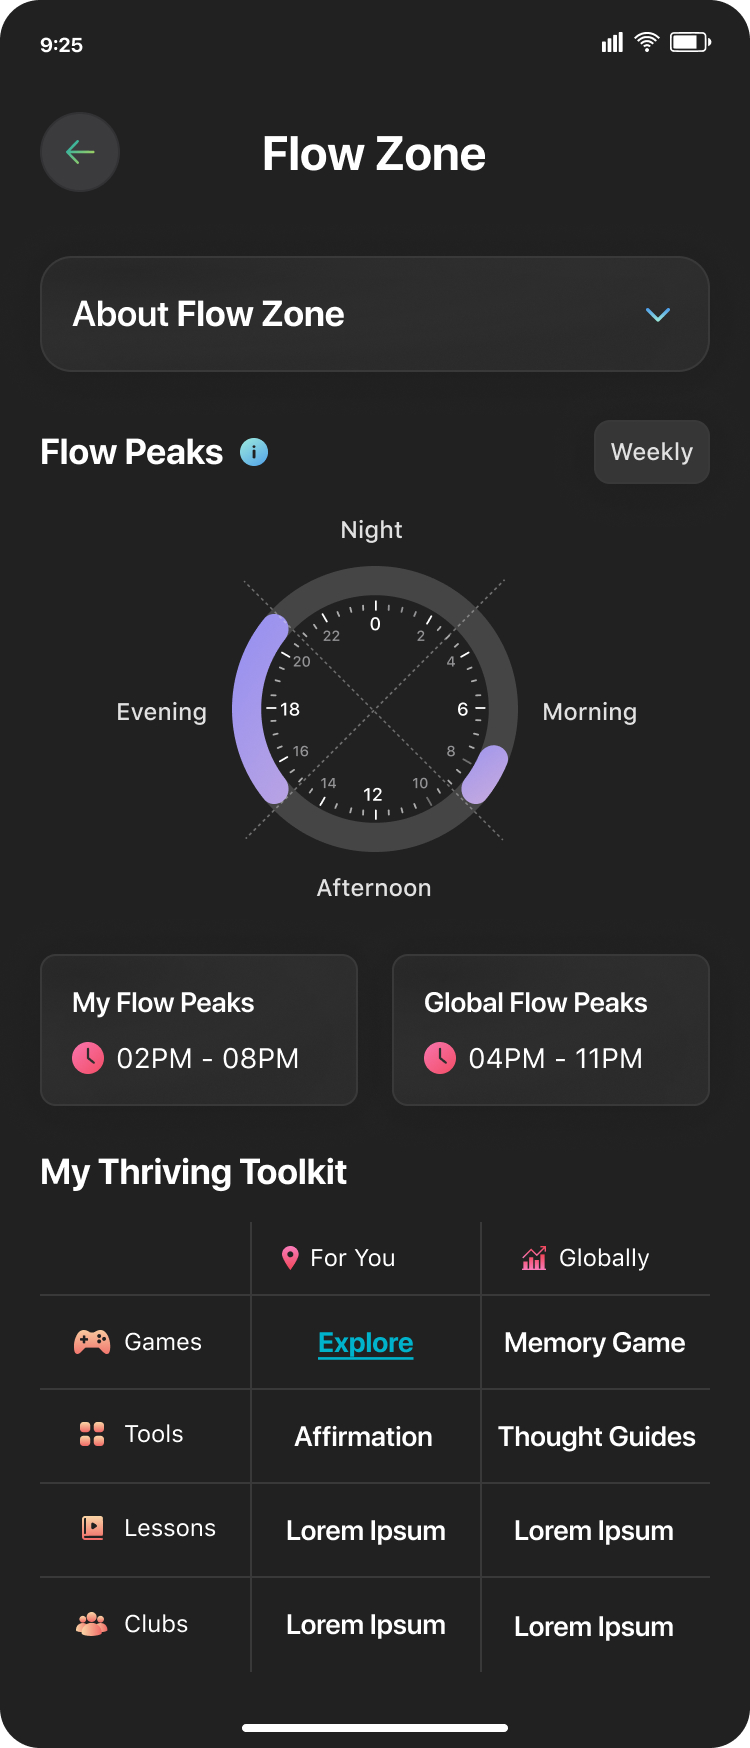 9:25
Flow Zone
About Flow Zone
Flow Peaks i
Weekly
Night
0
22
2
20
4
Evening
18
6
Morning
16
8
14
10
12
Afternoon
My Flow Peaks
02PM - 08PM
Global Flow Peaks
04PM - 11PM
My Thriving Toolkit
For You
Globally
Games
Explore
Memory Game
Tools
Affirmation
Thought Guides
Lessons
Lorem Ipsum
Lorem Ipsum
Clubs
Lorem Ipsum
Lorem Ipsum